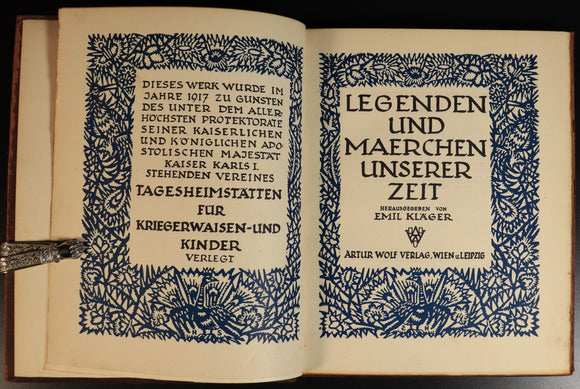 DIESES WERK WURDE IM
JAHRE 1917 ZU GUNSTEN
DES UNTER DEM ALLER-
HÖCHSTEN PROTEKTORATE
SEINER KAISERLICHEN
UND KÖNIGLICHEN APO-
STOLISCHEN MAJESTÄT
KAISER KARLS I.
STEHENDEN VEREINES
TAGESHEIMSTÄTTEN
FÜR
KRIEGERWAISEN-UND
KINDER
VERLEGT
LEGENDEN
UND
MAERCHEN
UNSERER
ZEIT
HERAUSGEGEBEN VON
EMIL KLÄGER
ARTUR WOLF VERLAG, WIEN u. LEIPZIG